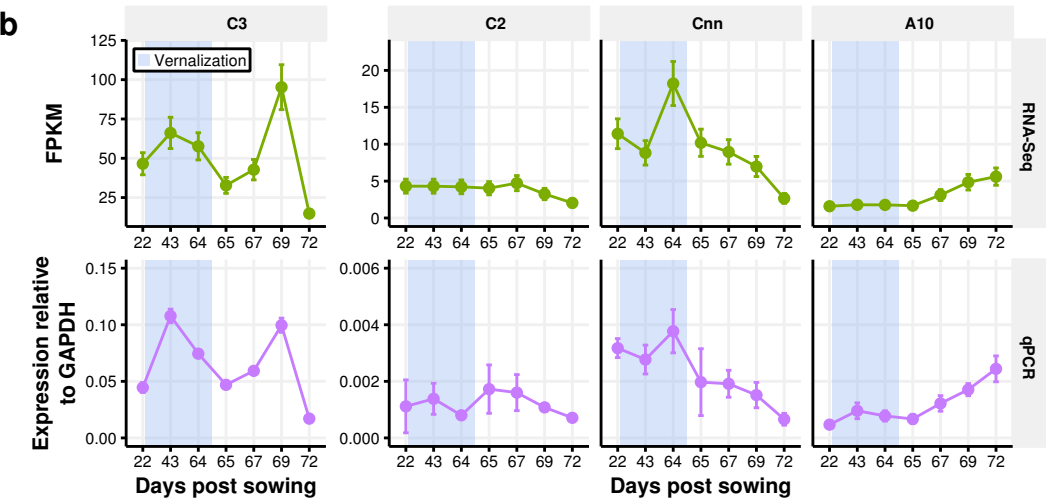 b
C3 C2 Cnn A10
Vernalization
FPKM
125
100
75
50
25
20
15
10
5
0
RNA-Seq
22 43 64 65 67 69 72 22 43 64 65 67 69 72 22 43 64 65 67 69 72 22 43 64 65 67 69 72
Expression relative
to GAPDH
0.15
0.10
0.05
0.00
0.006
0.004
0.002
0.000
qPCR
22 43 64 65 67 69 72 22 43 64 65 67 69 72 22 43 64 65 67 69 72 22 43 64 65 67 69 72
Days post sowing Days post sowing